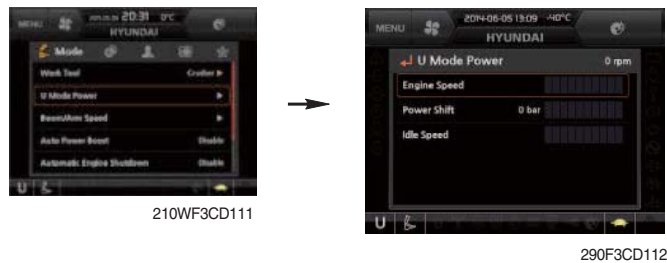 MENU 20:31 0℃
HYUNDAI
Mode
Work Tool Crusher
U Mode Power
Boom/Arm Speed
Auto Power Boost Disable
Automatic Engine Shutdown Disable
U
210WF3CD111
MENU 2014-06-05 13:09 -40℃
HYUNDAI
U Mode Power 0 rpm
Engine Speed
Power Shift 0 bar
Idle Speed
U
290F3CD112